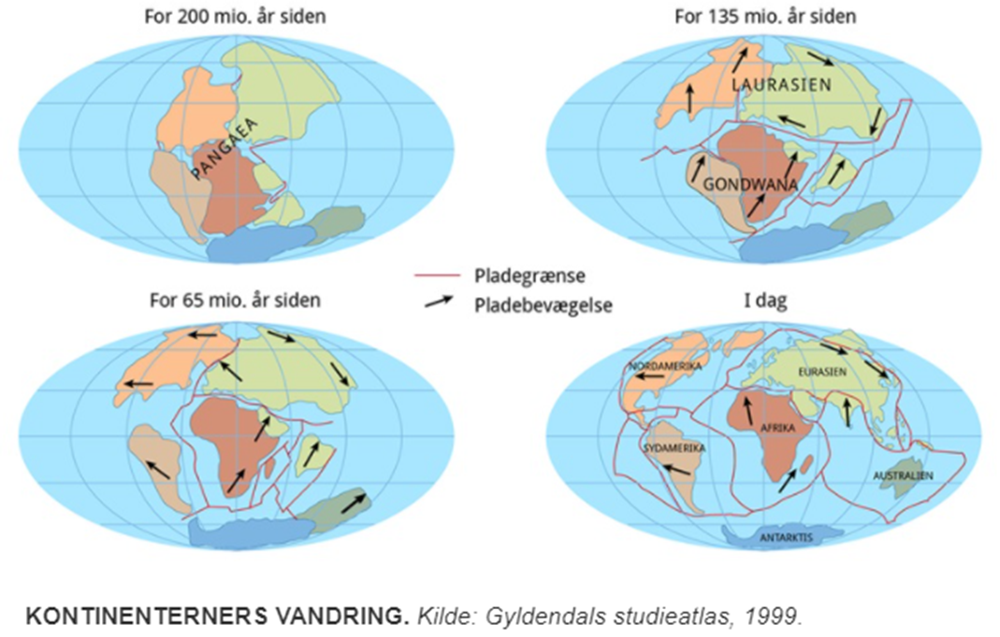 For 200 mio. år siden
PANGAEA
For 135 mio. år siden
LAURASIEN
GONDWANA
Pladegrænse
Pladebevægelse
For 65 mio. år siden
I dag
NORDAMERIKA
EURASIEN
AFRIKA
SYDAMERIKA
AUSTRALIEN
ANTARKTIS
KONTINENTERNERS VANDRING. Kilde: Gyldendals studieatlas, 1999.